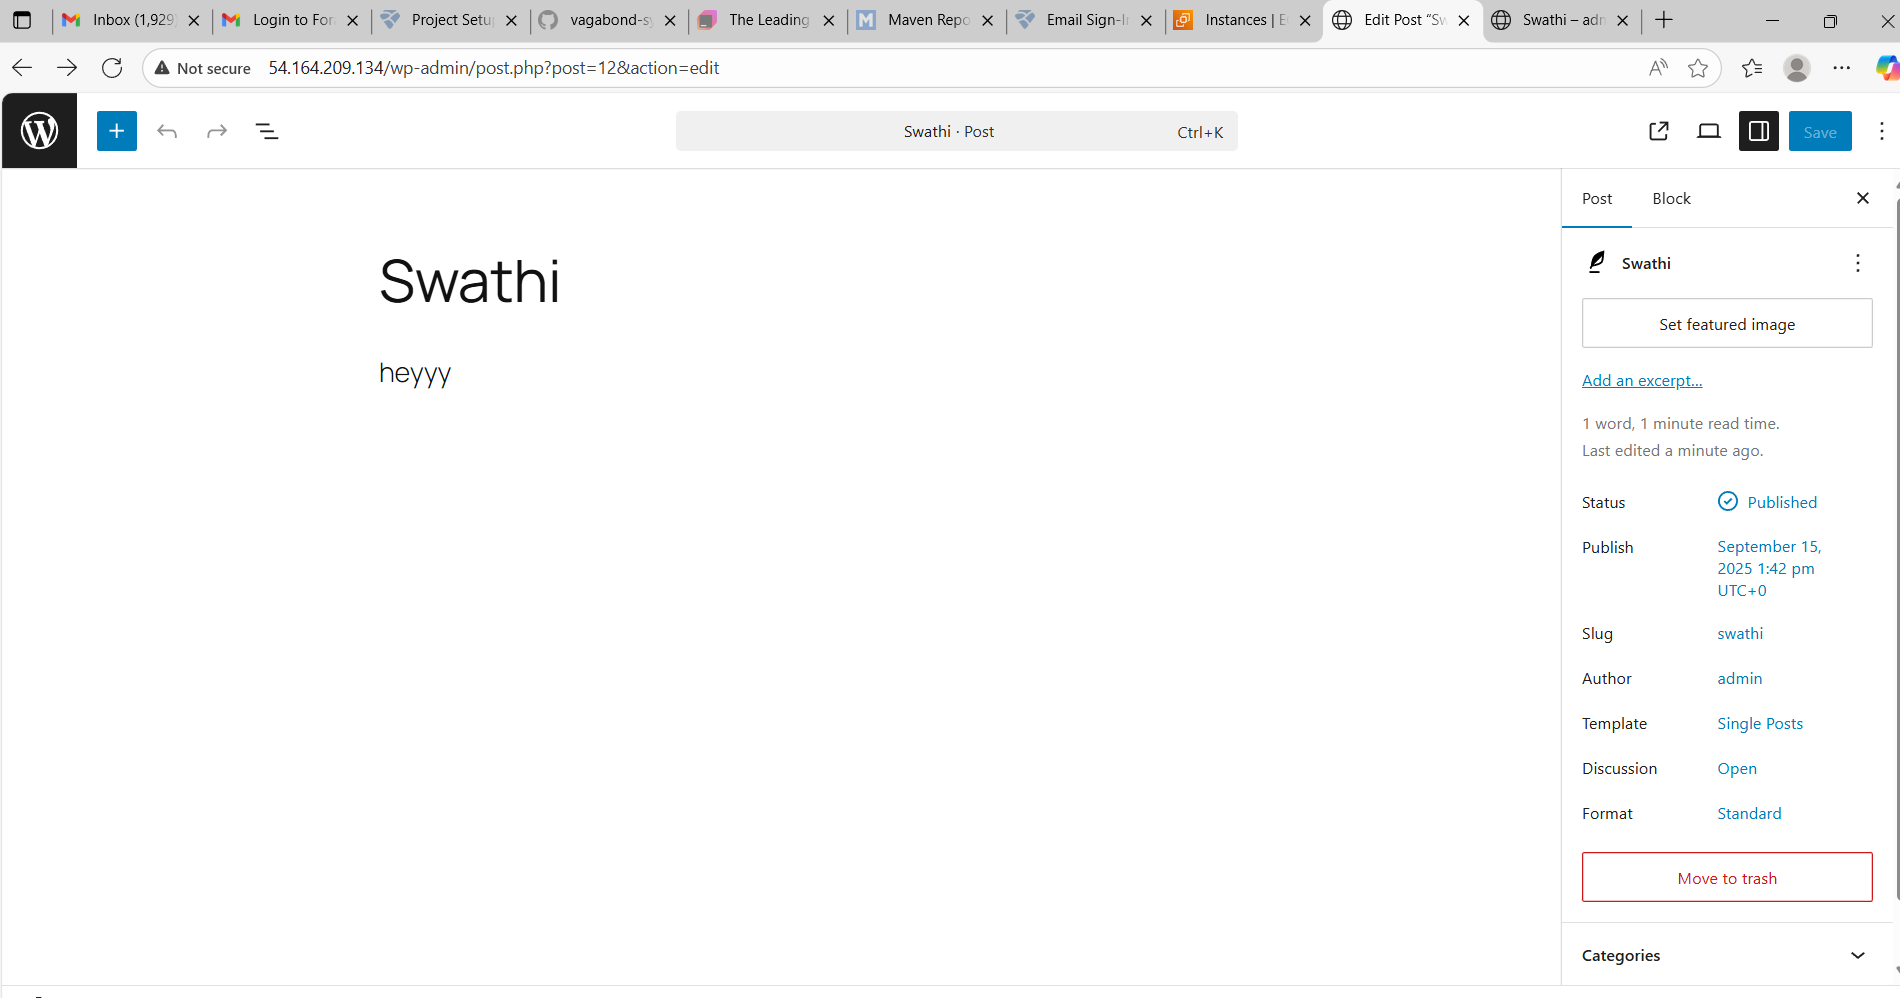 Inbox (1,929)
Login to For
Project Setu
vagabond-sy
The Leading
Maven Repo
Email Sign-In
Instances | E
Edit Post “Sw
Swathi – adm
Not secure 54.164.209.134/wp-admin/post.php?post=12&action=edit
Swathi · Post Ctrl+K
Save
Swathi
heyyy
Post Block
Swathi
Set featured image
Add an excerpt...
1 word, 1 minute read time.
Last edited a minute ago.
Status Published
Publish September 15,
2025 1:42 pm
UTC+0
Slug swathi
Author admin
Template Single Posts
Discussion Open
Format Standard
Move to trash
Categories